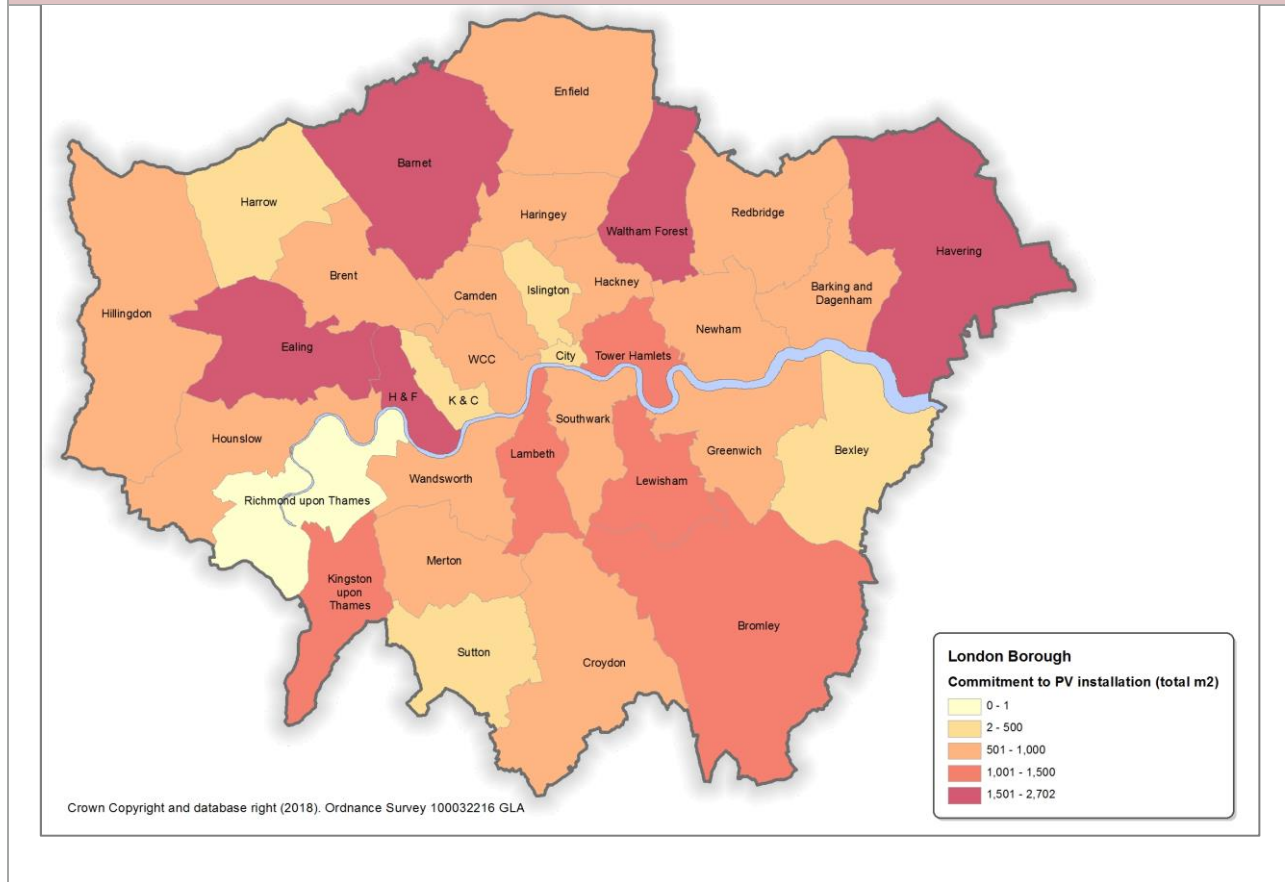 Enfield
Barnet
Harrow
Haringey
Waltham Forest
Redbridge
Havering
Brent
Hillingdon
Camden
Islington
Hackney
Barking and
Dagenham
Newham
Ealing
WCC
City
Tower Hamlets
H & F
K & C
Hounslow
Southwark
Lambeth
Greenwich
Bexley
Wandsworth
Lewisham
Richmond upon Thames
Merton
Kingston
upon
Thames
Bromley
Sutton
Croydon
London Borough
Commitment to PV installation (total m2)
0 - 1
2 - 500
501 - 1,000
1,001 - 1,500
1,501 - 2,702
Crown Copyright and database right (2018). Ordnance Survey 100032216 GLA